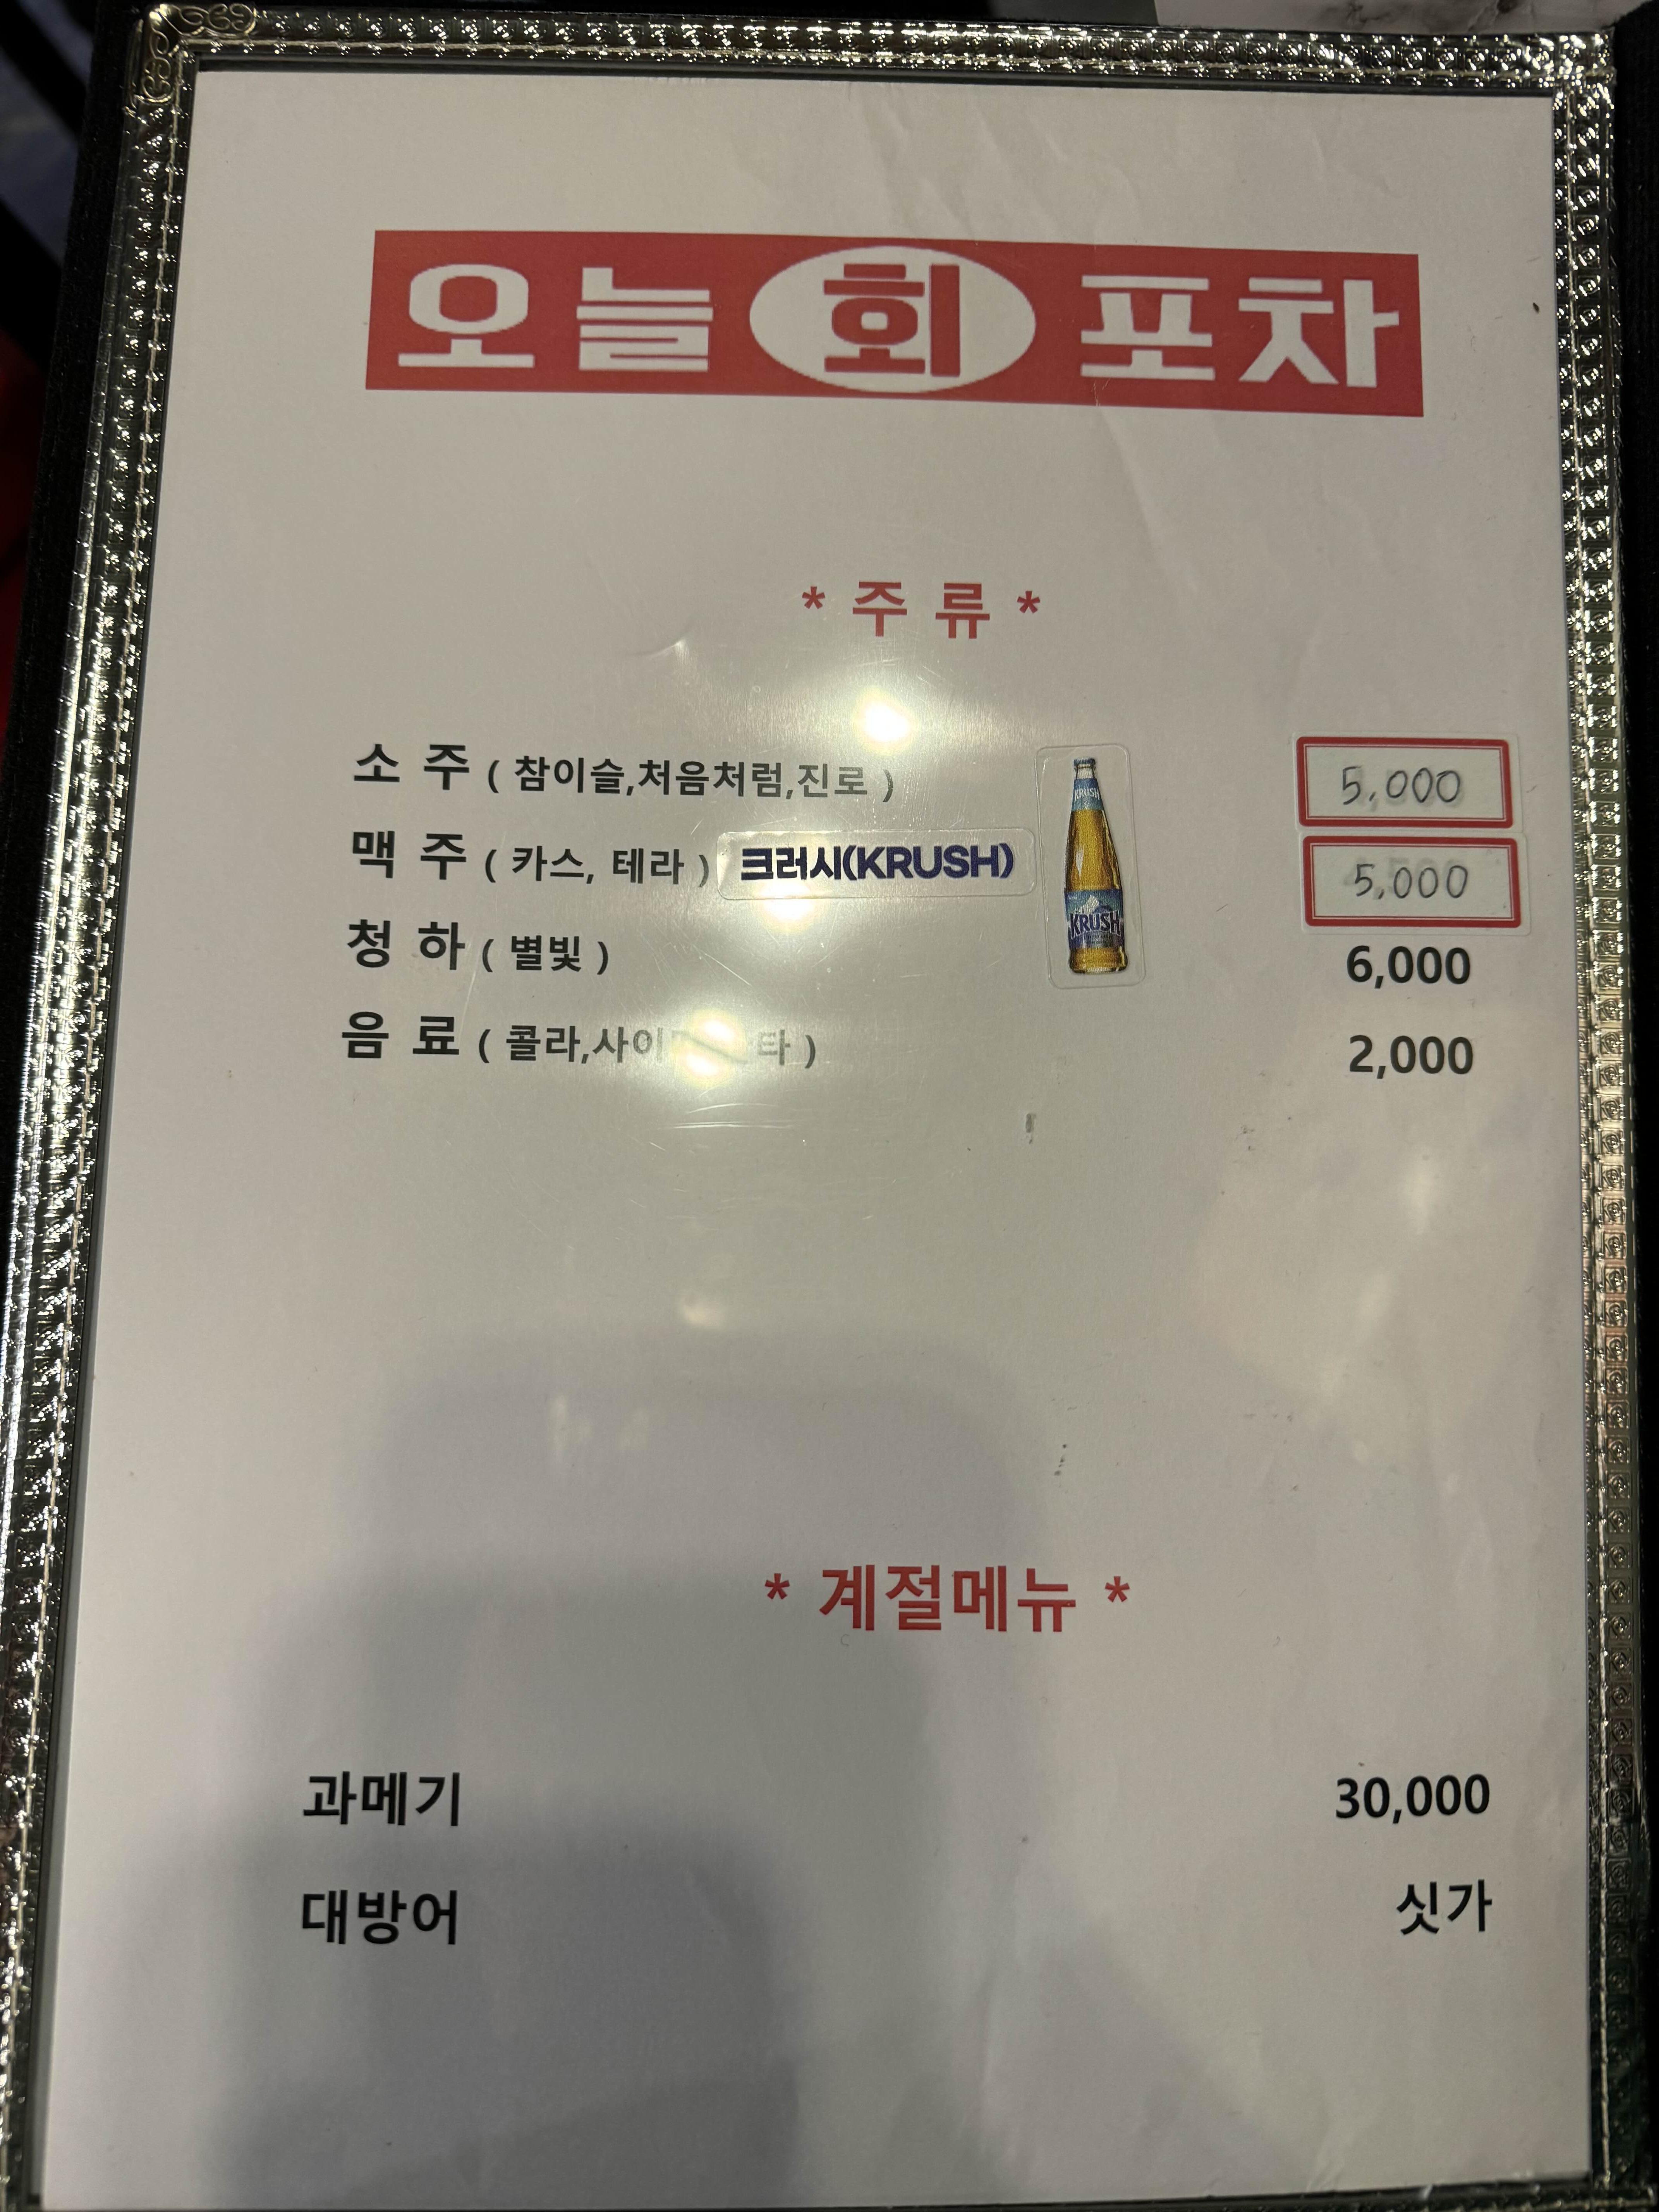 오늘회포차
* 주 류 *
소 주 ( 참이슬,처음처럼,진로 ) 5,000
맥 주 ( 카스, 테라 ) 크러시(KRUSH) 5,000
KRUSH
KRUSH
청 하 ( 별빛 ) 6,000
음 료 ( 콜라, ) 2,000
* 계절메뉴 *
과메기 30,000
대방어 싯가